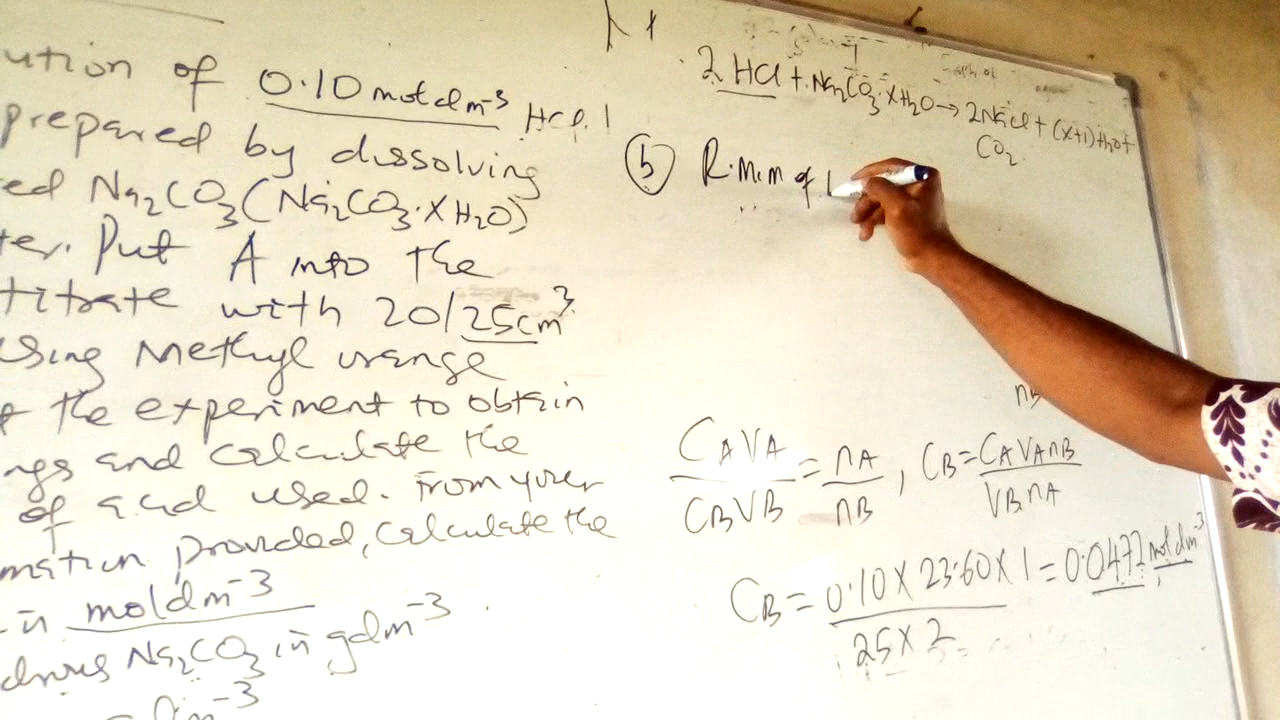 ution of 0.10 moldm⁻³ HCl. 1
prepared by dissolving
ed Na₂CO₃(Na₂CO₃.XH₂O)
ter. Put A into the
titrate with 20/25cm³
using Methyl orange
the experiment to obtain
ngs and calculate the
of acid used. From your
mation provided, calculate the
in moldm⁻³
drous Na₂CO₃ in gdm⁻³
2HCl + Na₂CO₃.XH₂O → 2NaCl + (X+1)H₂O +
CO₂
(b) R.M.M of
nB
CAVA/CBVB = nA/nB, CB = CAVAnB/VBnA
CB = 0.10 X 23.60 X 1/25 X 2 = 0.0472 moldm⁻³